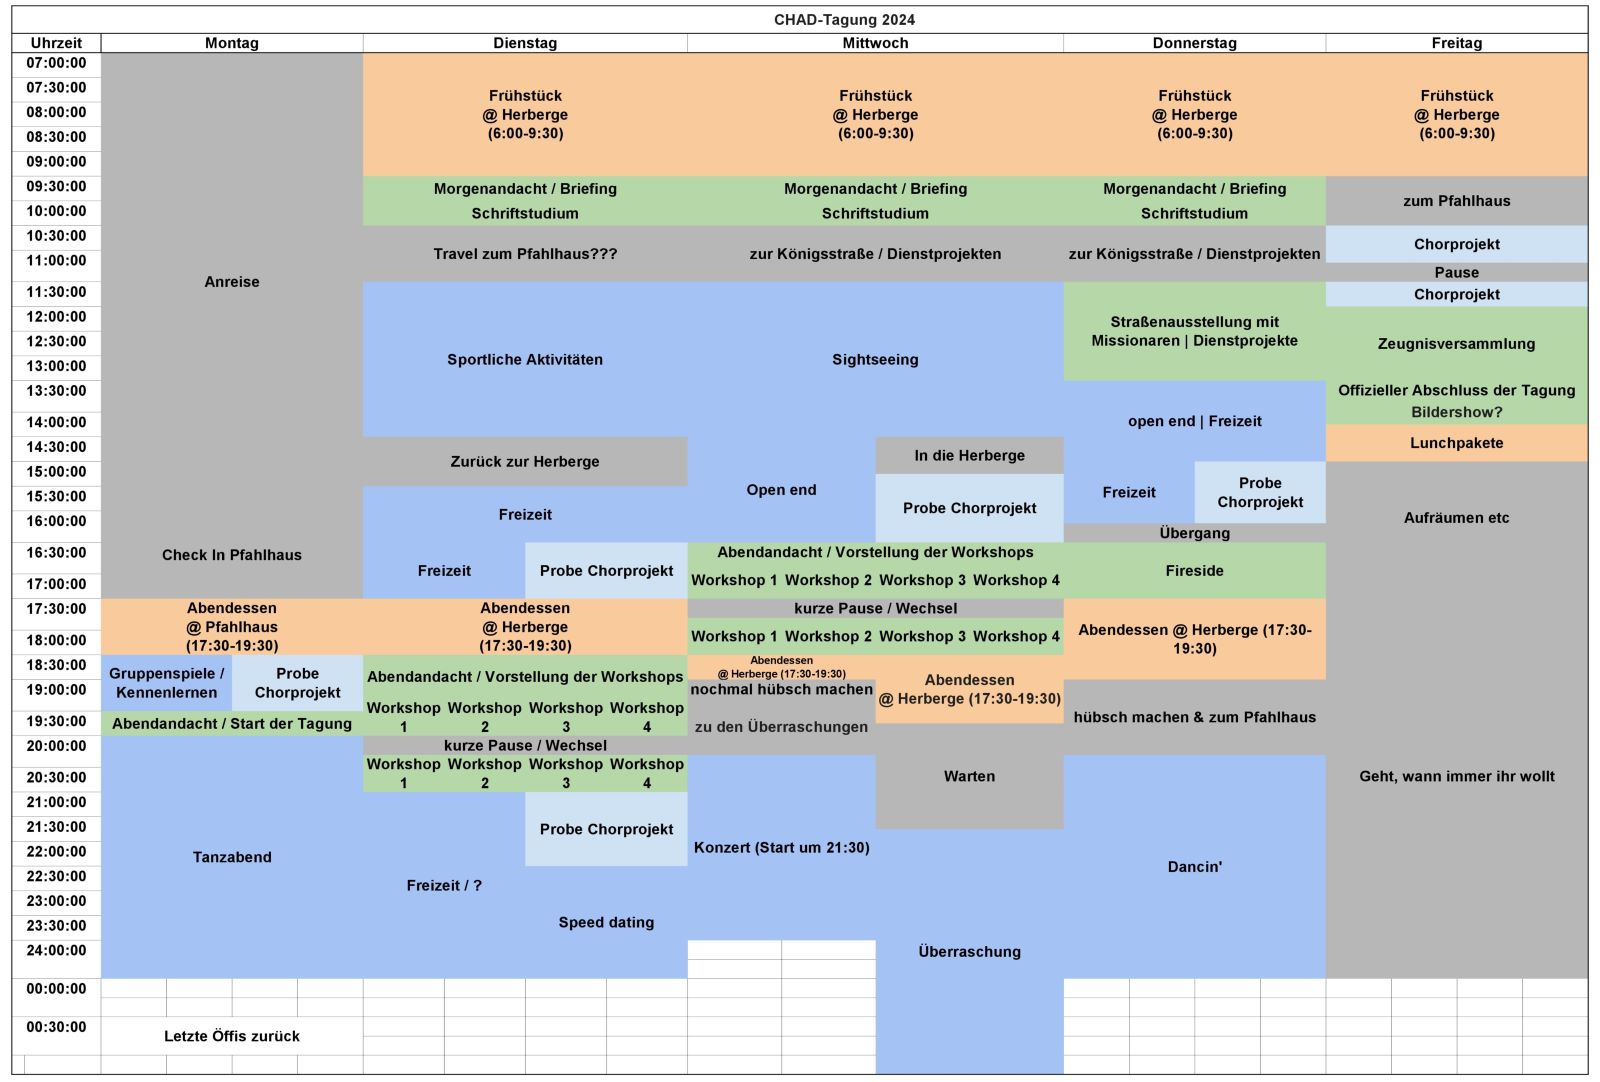 CHAD-Tagung 2024
Uhrzeit Montag Dienstag Mittwoch Donnerstag Freitag
07:00:00
07:30:00
08:00:00
08:30:00
09:00:00
09:30:00
10:00:00
10:30:00
11:00:00
11:30:00
12:00:00
12:30:00
13:00:00
13:30:00
14:00:00
14:30:00
15:00:00
15:30:00
16:00:00
16:30:00
17:00:00
17:30:00
18:00:00
18:30:00
19:00:00
19:30:00
20:00:00
20:30:00
21:00:00
21:30:00
22:00:00
22:30:00
23:00:00
23:30:00
24:00:00
00:00:00
00:30:00
Anreise
Check In Pfahlhaus
Abendessen
@ Pfahlhaus
(17:30-19:30)
Gruppenspiele /
Kennenlernen
Probe
Chorprojekt
Abendandacht / Start der Tagung
Tanzabend
Letzte Öffis zurück
Frühstück
@ Herberge
(6:00-9:30)
Morgenandacht / Briefing
Schriftstudium
Travel zum Pfahlhaus???
Sportliche Aktivitäten
Zurück zur Herberge
Freizeit
Freizeit
Probe Chorprojekt
Abendessen
@ Herberge
(17:30-19:30)
Abendandacht / Vorstellung der Workshops
Workshop Workshop Workshop Workshop
1 2 3 4
kurze Pause / Wechsel
Workshop Workshop Workshop Workshop
1 2 3 4
Probe Chorprojekt
Freizeit / ?
Speed dating
Frühstück
@ Herberge
(6:00-9:30)
Morgenandacht / Briefing
Schriftstudium
zur Königsstraße / Dienstprojekten
Sightseeing
Open end
In die Herberge
Probe Chorprojekt
Abendandacht / Vorstellung der Workshops
Workshop 1 Workshop 2 Workshop 3 Workshop 4
kurze Pause / Wechsel
Workshop 1 Workshop 2 Workshop 3 Workshop 4
Abendessen
@ Herberge (17:30-19:30)
nochmal hübsch machen
zu den Überraschungen
Konzert (Start um 21:30)
Abendessen
@ Herberge (17:30-19:30)
Warten
Überraschung
Frühstück
@ Herberge
(6:00-9:30)
Morgenandacht / Briefing
Schriftstudium
zur Königsstraße / Dienstprojekten
Straßenausstellung mit
Missionaren | Dienstprojekte
open end | Freizeit
Freizeit
Probe
Chorprojekt
Übergang
Fireside
Abendessen @ Herberge (17:30-
19:30)
hübsch machen & zum Pfahlhaus
Dancin'
Frühstück
@ Herberge
(6:00-9:30)
zum Pfahlhaus
Chorprojekt
Pause
Chorprojekt
Zeugnisversammlung
Offizieller Abschluss der Tagung
Bildershow?
Lunchpakete
Aufräumen etc
Geht, wann immer ihr wollt